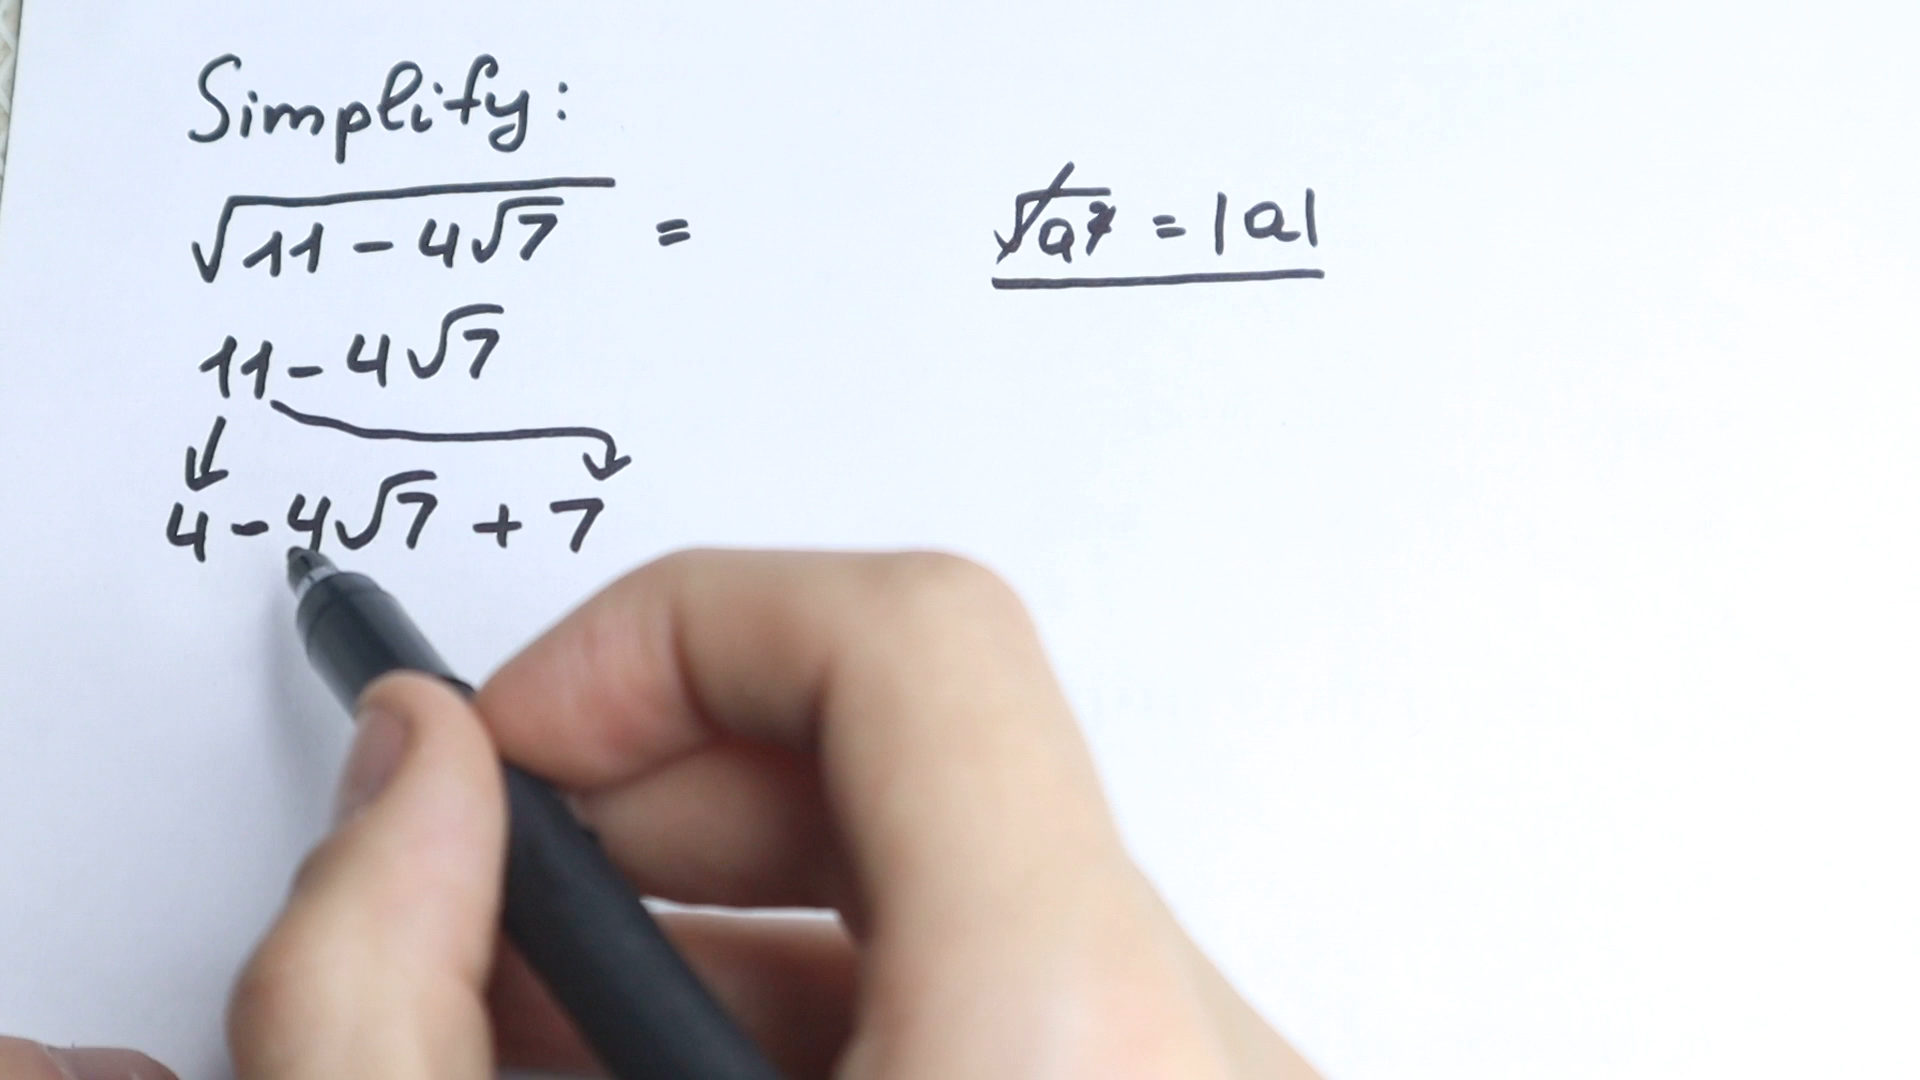 Simplify:
√(11 - 4√7) =
√a² = |a|
11 - 4√7
4 - 4√7 + 7